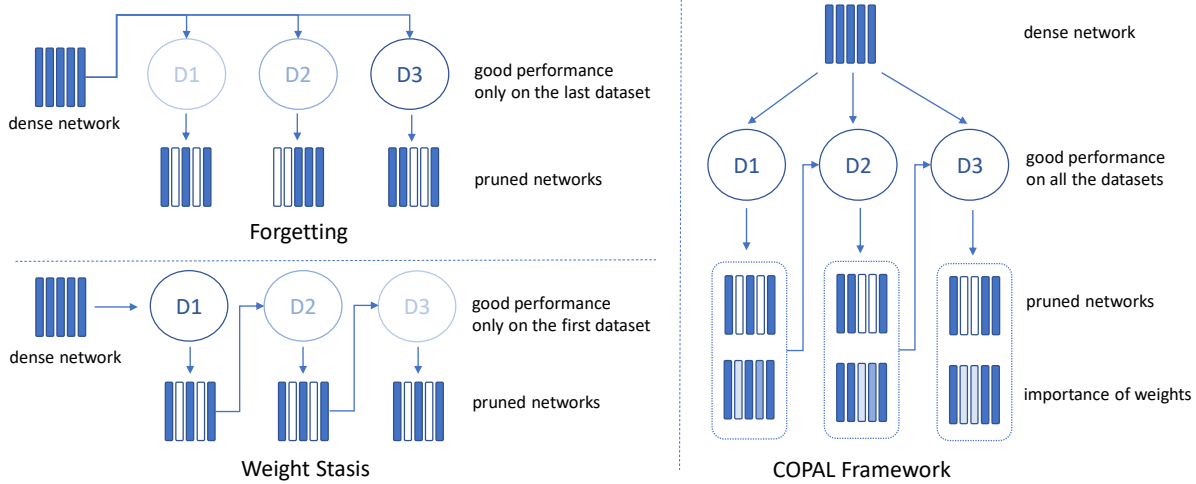 D1
D2
D3
good performance
only on the last dataset
dense network
pruned networks
Forgetting
D1
D2
D3
good performance
only on the first dataset
dense network
pruned networks
Weight Stasis
dense network
D1
D2
D3
good performance
on all the datasets
pruned networks
importance of weights
COPAL Framework